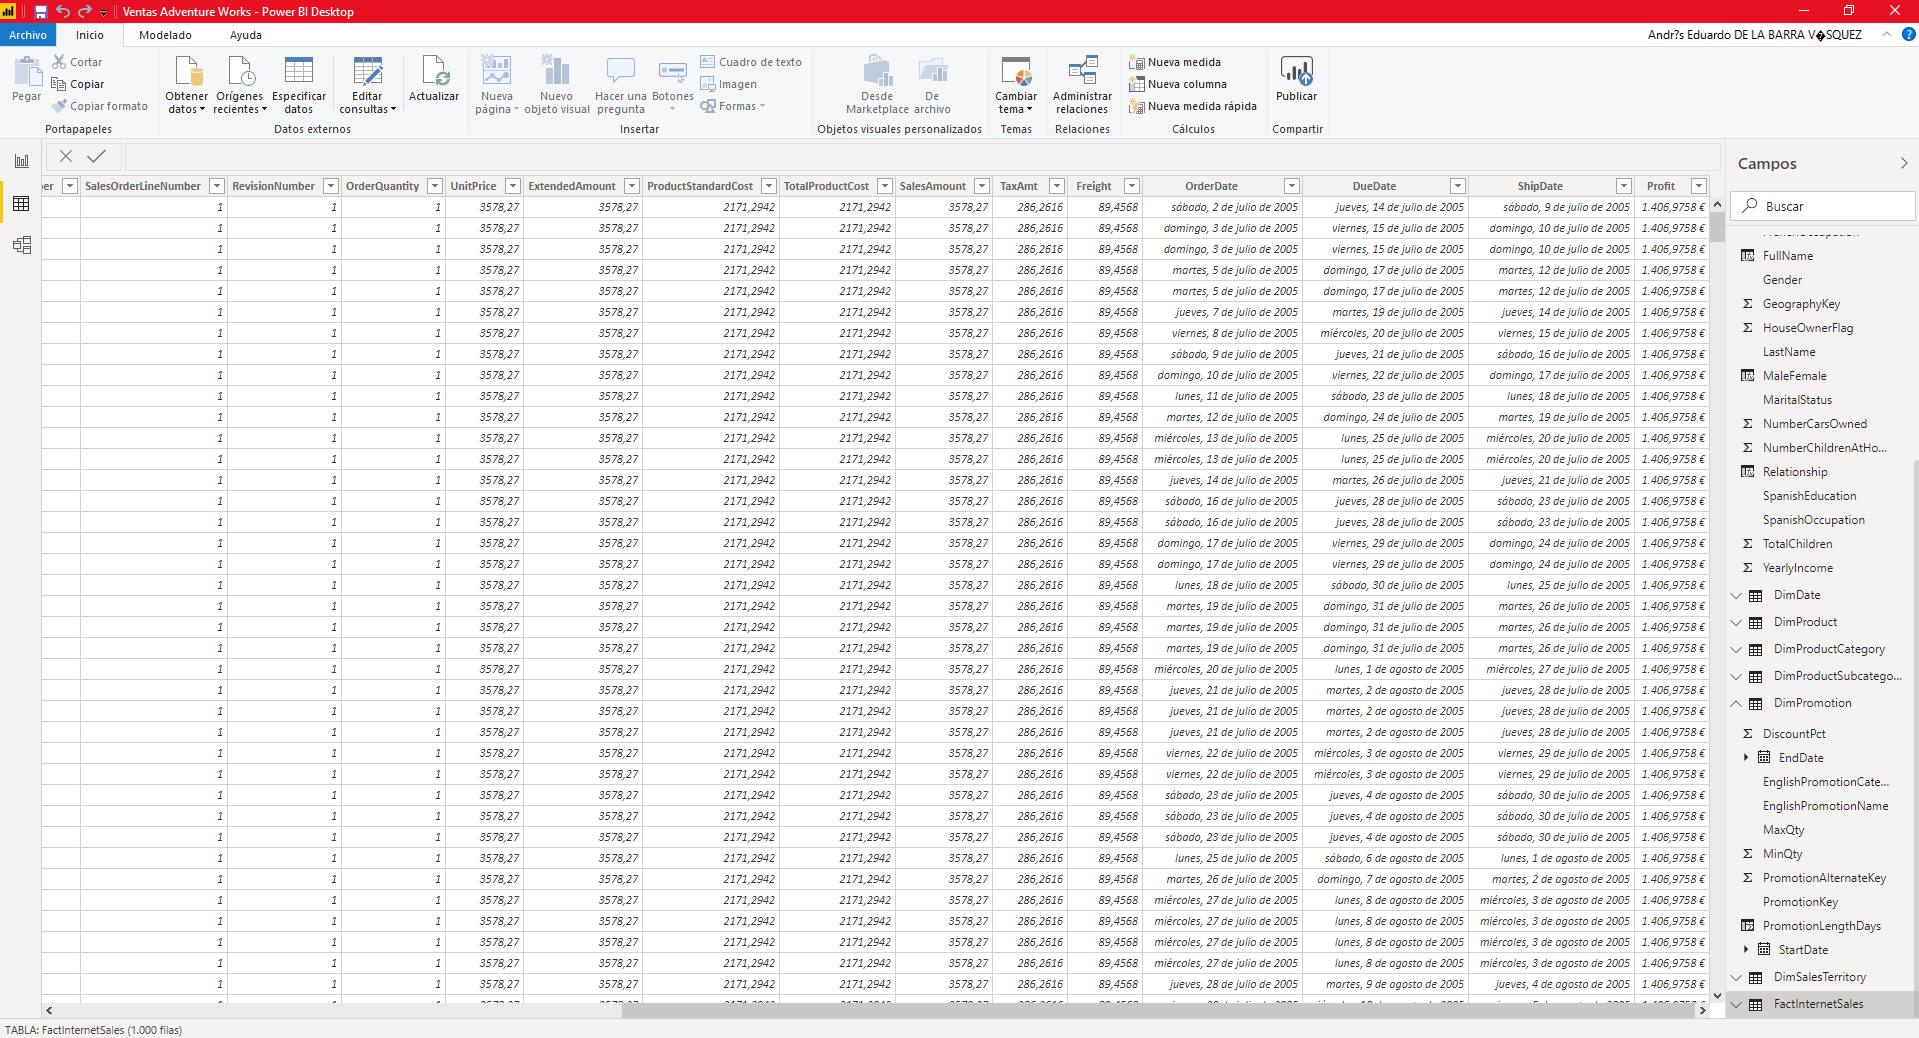 Ventas Adventure Works - Power BI Desktop
Archivo Inicio Modelado Ayuda Andr?s Eduardo DE LA BARRA V�SQUEZ
Pegar
Cortar
Copiar
Copiar formato
Portapapeles
Obtener datos
Orígenes recientes
Especificar datos
Datos externos
Editar consultas
Actualizar
Nueva página
Nuevo objeto visual
Hacer una pregunta
Botones
Cuadro de texto
Imagen
Formas
Insertar
Desde Marketplace
De archivo
Objetos visuales personalizados
Cambiar tema
Temas
Administrar relaciones
Relaciones
Nueva medida
Nueva columna
Nueva medida rápida
Cálculos
Publicar
Compartir
er SalesOrderLineNumber RevisionNumber OrderQuantity UnitPrice ExtendedAmount ProductStandardCost TotalProductCost SalesAmount TaxAmt Freight OrderDate DueDate ShipDate Profit
1 1 1 3578,27 3578,27 2171,2942 2171,2942 3578,27 286,2616 89,4568 sábado, 2 de julio de 2005 jueves, 14 de julio de 2005 sábado, 9 de julio de 2005 1.406,9758 €
1 1 1 3578,27 3578,27 2171,2942 2171,2942 3578,27 286,2616 89,4568 domingo, 3 de julio de 2005 viernes, 15 de julio de 2005 domingo, 10 de julio de 2005 1.406,9758 €
1 1 1 3578,27 3578,27 2171,2942 2171,2942 3578,27 286,2616 89,4568 domingo, 3 de julio de 2005 viernes, 15 de julio de 2005 domingo, 10 de julio de 2005 1.406,9758 €
1 1 1 3578,27 3578,27 2171,2942 2171,2942 3578,27 286,2616 89,4568 martes, 5 de julio de 2005 domingo, 17 de julio de 2005 martes, 12 de julio de 2005 1.406,9758 €
1 1 1 3578,27 3578,27 2171,2942 2171,2942 3578,27 286,2616 89,4568 martes, 5 de julio de 2005 domingo, 17 de julio de 2005 martes, 12 de julio de 2005 1.406,9758 €
1 1 1 3578,27 3578,27 2171,2942 2171,2942 3578,27 286,2616 89,4568 jueves, 7 de julio de 2005 martes, 19 de julio de 2005 jueves, 14 de julio de 2005 1.406,9758 €
1 1 1 3578,27 3578,27 2171,2942 2171,2942 3578,27 286,2616 89,4568 viernes, 8 de julio de 2005 miércoles, 20 de julio de 2005 viernes, 15 de julio de 2005 1.406,9758 €
1 1 1 3578,27 3578,27 2171,2942 2171,2942 3578,27 286,2616 89,4568 sábado, 9 de julio de 2005 jueves, 21 de julio de 2005 sábado, 16 de julio de 2005 1.406,9758 €
1 1 1 3578,27 3578,27 2171,2942 2171,2942 3578,27 286,2616 89,4568 domingo, 10 de julio de 2005 viernes, 22 de julio de 2005 domingo, 17 de julio de 2005 1.406,9758 €
1 1 1 3578,27 3578,27 2171,2942 2171,2942 3578,27 286,2616 89,4568 lunes, 11 de julio de 2005 sábado, 23 de julio de 2005 lunes, 18 de julio de 2005 1.406,9758 €
1 1 1 3578,27 3578,27 2171,2942 2171,2942 3578,27 286,2616 89,4568 martes, 12 de julio de 2005 domingo, 24 de julio de 2005 martes, 19 de julio de 2005 1.406,9758 €
1 1 1 3578,27 3578,27 2171,2942 2171,2942 3578,27 286,2616 89,4568 miércoles, 13 de julio de 2005 lunes, 25 de julio de 2005 miércoles, 20 de julio de 2005 1.406,9758 €
1 1 1 3578,27 3578,27 2171,2942 2171,2942 3578,27 286,2616 89,4568 miércoles, 13 de julio de 2005 lunes, 25 de julio de 2005 miércoles, 20 de julio de 2005 1.406,9758 €
1 1 1 3578,27 3578,27 2171,2942 2171,2942 3578,27 286,2616 89,4568 jueves, 14 de julio de 2005 martes, 26 de julio de 2005 jueves, 21 de julio de 2005 1.406,9758 €
1 1 1 3578,27 3578,27 2171,2942 2171,2942 3578,27 286,2616 89,4568 sábado, 16 de julio de 2005 jueves, 28 de julio de 2005 sábado, 23 de julio de 2005 1.406,9758 €
1 1 1 3578,27 3578,27 2171,2942 2171,2942 3578,27 286,2616 89,4568 sábado, 16 de julio de 2005 jueves, 28 de julio de 2005 sábado, 23 de julio de 2005 1.406,9758 €
1 1 1 3578,27 3578,27 2171,2942 2171,2942 3578,27 286,2616 89,4568 domingo, 17 de julio de 2005 viernes, 29 de julio de 2005 domingo, 24 de julio de 2005 1.406,9758 €
1 1 1 3578,27 3578,27 2171,2942 2171,2942 3578,27 286,2616 89,4568 domingo, 17 de julio de 2005 viernes, 29 de julio de 2005 domingo, 24 de julio de 2005 1.406,9758 €
1 1 1 3578,27 3578,27 2171,2942 2171,2942 3578,27 286,2616 89,4568 lunes, 18 de julio de 2005 sábado, 30 de julio de 2005 lunes, 25 de julio de 2005 1.406,9758 €
1 1 1 3578,27 3578,27 2171,2942 2171,2942 3578,27 286,2616 89,4568 martes, 19 de julio de 2005 domingo, 31 de julio de 2005 martes, 26 de julio de 2005 1.406,9758 €
1 1 1 3578,27 3578,27 2171,2942 2171,2942 3578,27 286,2616 89,4568 martes, 19 de julio de 2005 domingo, 31 de julio de 2005 martes, 26 de julio de 2005 1.406,9758 €
1 1 1 3578,27 3578,27 2171,2942 2171,2942 3578,27 286,2616 89,4568 martes, 19 de julio de 2005 domingo, 31 de julio de 2005 martes, 26 de julio de 2005 1.406,9758 €
1 1 1 3578,27 3578,27 2171,2942 2171,2942 3578,27 286,2616 89,4568 miércoles, 20 de julio de 2005 lunes, 1 de agosto de 2005 miércoles, 27 de julio de 2005 1.406,9758 €
1 1 1 3578,27 3578,27 2171,2942 2171,2942 3578,27 286,2616 89,4568 jueves, 21 de julio de 2005 martes, 2 de agosto de 2005 jueves, 28 de julio de 2005 1.406,9758 €
1 1 1 3578,27 3578,27 2171,2942 2171,2942 3578,27 286,2616 89,4568 jueves, 21 de julio de 2005 martes, 2 de agosto de 2005 jueves, 28 de julio de 2005 1.406,9758 €
1 1 1 3578,27 3578,27 2171,2942 2171,2942 3578,27 286,2616 89,4568 jueves, 21 de julio de 2005 martes, 2 de agosto de 2005 jueves, 28 de julio de 2005 1.406,9758 €
1 1 1 3578,27 3578,27 2171,2942 2171,2942 3578,27 286,2616 89,4568 viernes, 22 de julio de 2005 miércoles, 3 de agosto de 2005 viernes, 29 de julio de 2005 1.406,9758 €
1 1 1 3578,27 3578,27 2171,2942 2171,2942 3578,27 286,2616 89,4568 viernes, 22 de julio de 2005 miércoles, 3 de agosto de 2005 viernes, 29 de julio de 2005 1.406,9758 €
1 1 1 3578,27 3578,27 2171,2942 2171,2942 3578,27 286,2616 89,4568 sábado, 23 de julio de 2005 jueves, 4 de agosto de 2005 sábado, 30 de julio de 2005 1.406,9758 €
1 1 1 3578,27 3578,27 2171,2942 2171,2942 3578,27 286,2616 89,4568 sábado, 23 de julio de 2005 jueves, 4 de agosto de 2005 sábado, 30 de julio de 2005 1.406,9758 €
1 1 1 3578,27 3578,27 2171,2942 2171,2942 3578,27 286,2616 89,4568 sábado, 23 de julio de 2005 jueves, 4 de agosto de 2005 sábado, 30 de julio de 2005 1.406,9758 €
1 1 1 3578,27 3578,27 2171,2942 2171,2942 3578,27 286,2616 89,4568 lunes, 25 de julio de 2005 sábado, 6 de agosto de 2005 lunes, 1 de agosto de 2005 1.406,9758 €
1 1 1 3578,27 3578,27 2171,2942 2171,2942 3578,27 286,2616 89,4568 martes, 26 de julio de 2005 domingo, 7 de agosto de 2005 martes, 2 de agosto de 2005 1.406,9758 €
1 1 1 3578,27 3578,27 2171,2942 2171,2942 3578,27 286,2616 89,4568 miércoles, 27 de julio de 2005 lunes, 8 de agosto de 2005 miércoles, 3 de agosto de 2005 1.406,9758 €
1 1 1 3578,27 3578,27 2171,2942 2171,2942 3578,27 286,2616 89,4568 miércoles, 27 de julio de 2005 lunes, 8 de agosto de 2005 miércoles, 3 de agosto de 2005 1.406,9758 €
1 1 1 3578,27 3578,27 2171,2942 2171,2942 3578,27 286,2616 89,4568 miércoles, 27 de julio de 2005 lunes, 8 de agosto de 2005 miércoles, 3 de agosto de 2005 1.406,9758 €
1 1 1 3578,27 3578,27 2171,2942 2171,2942 3578,27 286,2616 89,4568 miércoles, 27 de julio de 2005 lunes, 8 de agosto de 2005 miércoles, 3 de agosto de 2005 1.406,9758 €
1 1 1 3578,27 3578,27 2171,2942 2171,2942 3578,27 286,2616 89,4568 jueves, 28 de julio de 2005 martes, 9 de agosto de 2005 jueves, 4 de agosto de 2005 1.406,9758 €
Campos
Buscar
FullName
Gender
GeographyKey
HouseOwnerFlag
LastName
MaleFemale
MaritalStatus
NumberCarsOwned
NumberChildrenAtHo...
Relationship
SpanishEducation
SpanishOccupation
TotalChildren
YearlyIncome
DimDate
DimProduct
DimProductCategory
DimProductSubcatego...
DimPromotion
DiscountPct
EndDate
EnglishPromotionCate...
EnglishPromotionName
MaxQty
MinQty
PromotionAlternateKey
PromotionKey
PromotionLengthDays
StartDate
DimSalesTerritory
FactInternetSales
TABLA: FactInternetSales (1.000 filas)